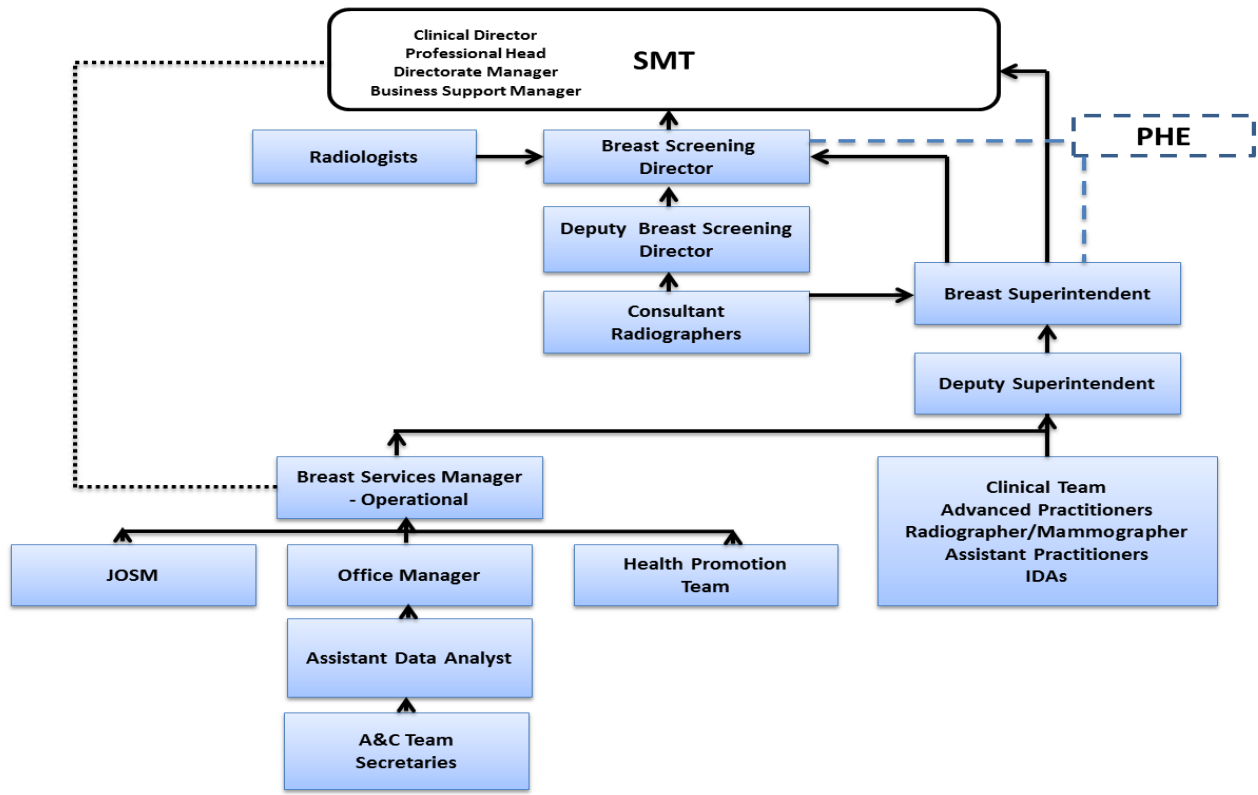 Clinical Director
Professional Head
Directorate Manager
Business Support Manager
SMT
PHE
Radiologists
Breast Screening
Director
Deputy Breast Screening
Director
Breast Superintendent
Consultant
Radiographers
Deputy Superintendent
Breast Services Manager
- Operational
Clinical Team
Advanced Practitioners
Radiographer/Mammographer
Assistant Practitioners
IDAs
JOSM
Office Manager
Health Promotion
Team
Assistant Data Analyst
A&C Team
Secretaries